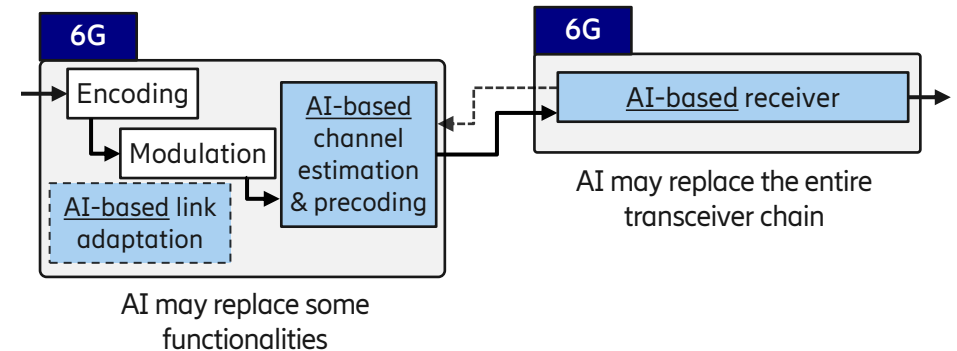 6G
Encoding
Modulation
AI-based link
adaptation
AI-based
channel
estimation
& precoding
AI may replace some
functionalities
6G
AI-based receiver
AI may replace the entire
transceiver chain